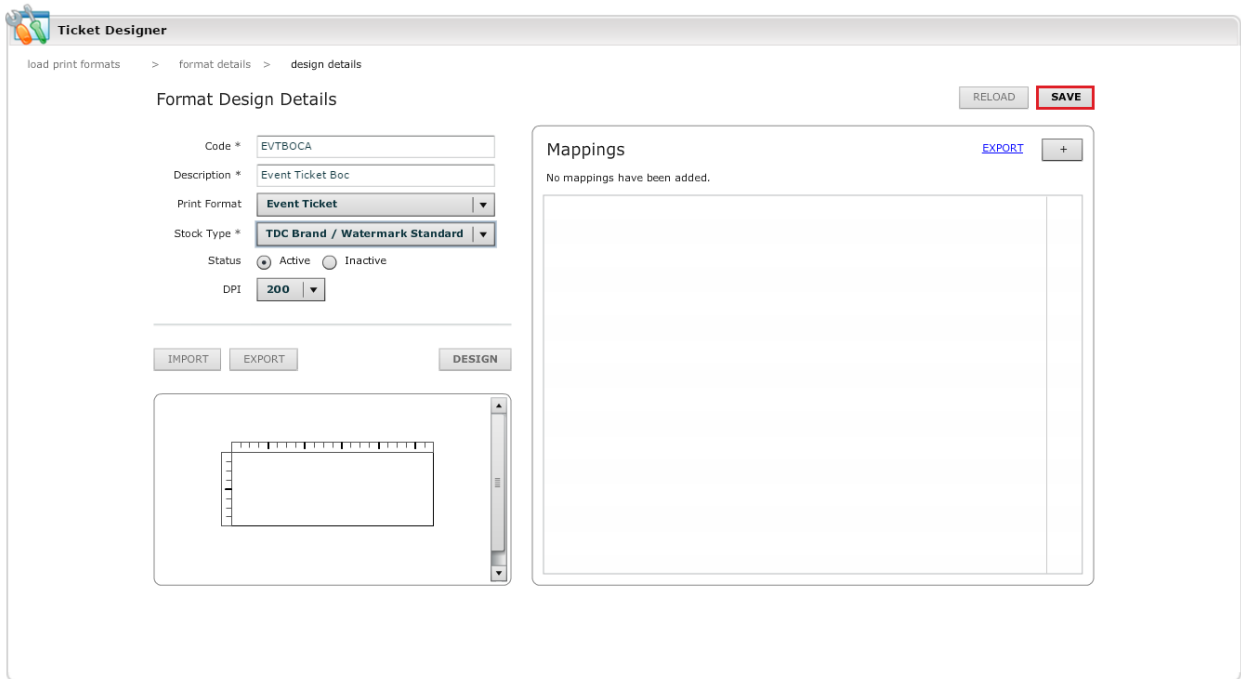 Ticket Designer
load print formats > format details > design details
Format Design Details
RELOAD SAVE
Code * EVTBOCA
Description * Event Ticket Boc
Print Format Event Ticket
Stock Type * TDC Brand / Watermark Standard
Status Active Inactive
DPI 200
IMPORT EXPORT DESIGN
Mappings EXPORT +
No mappings have been added.